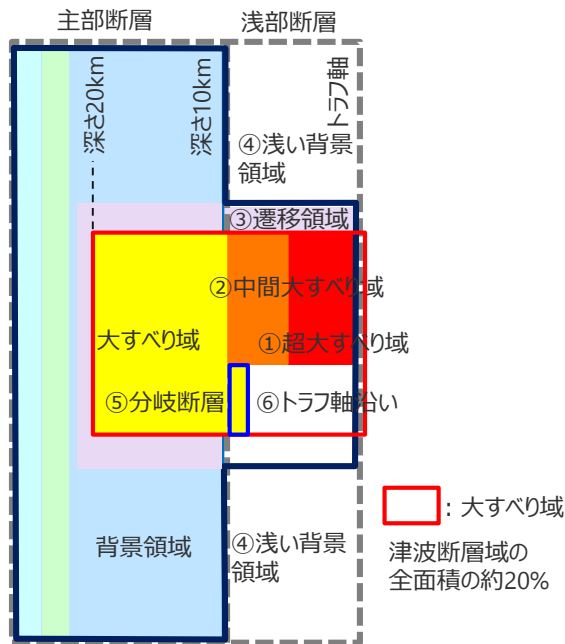 主部断層
浅部断層
深さ20km
深さ10km
トラフ軸
④浅い背景
領域
③遷移領域
②中間大すべり域
大すべり域
①超大すべり域
⑤分岐断層
⑥トラフ軸沿い
：大すべり域
背景領域
④浅い背景
領域
津波断層域の
全面積の約20%